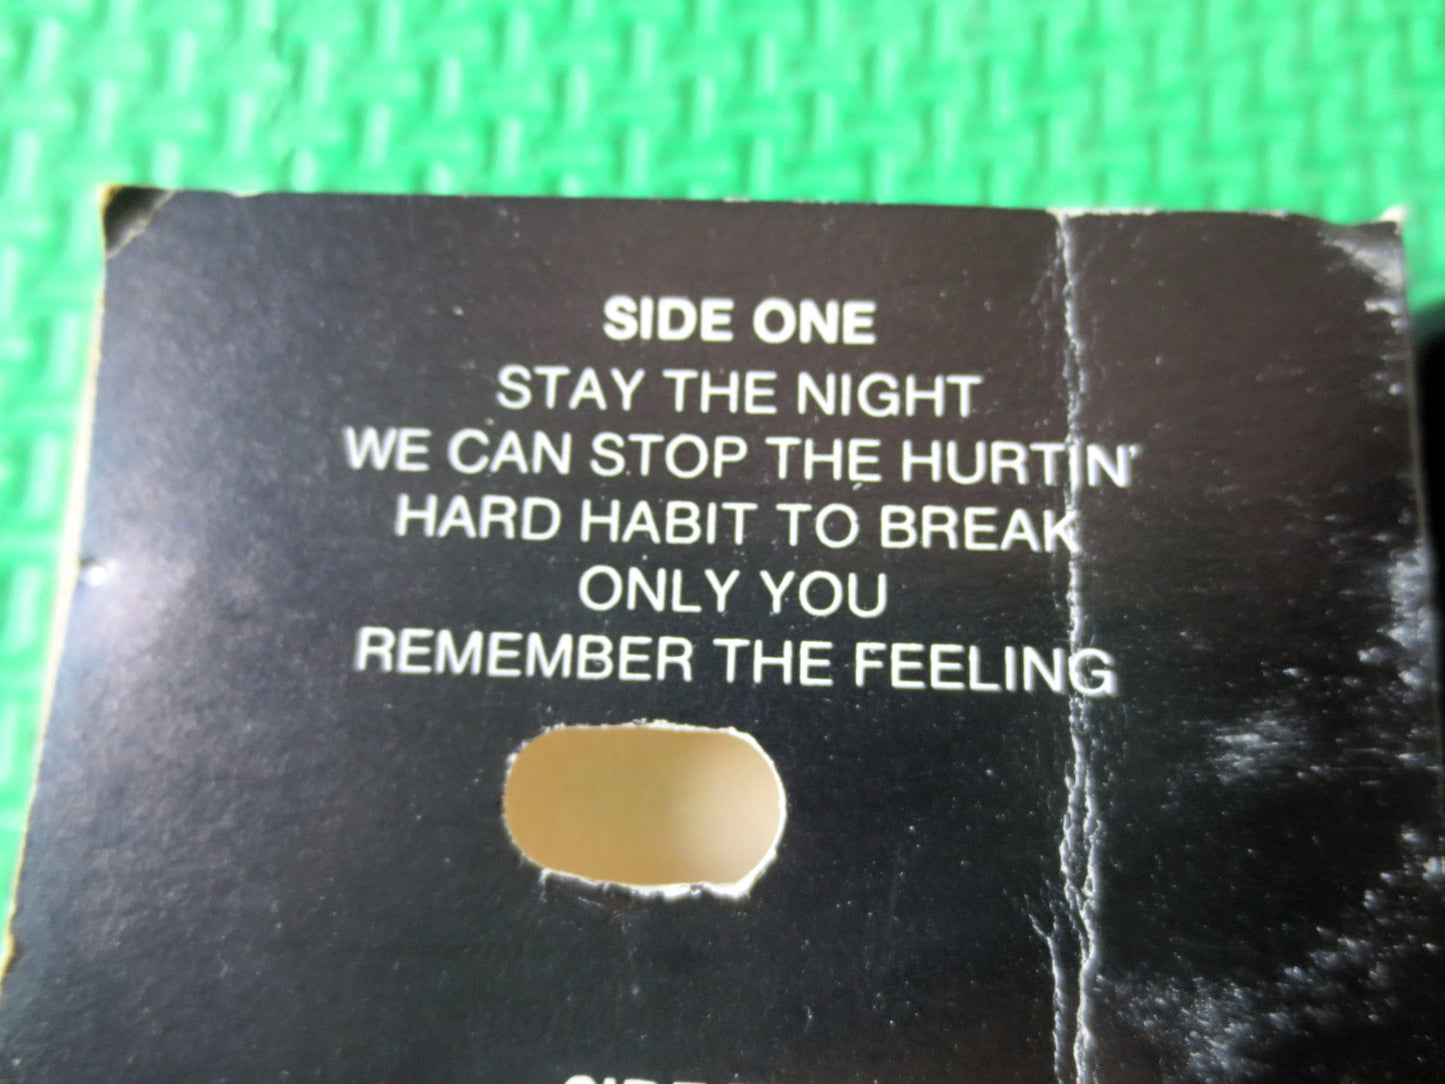 SIDE ONE
STAY THE NIGHT
WE CAN STOP THE HURTIN'
HARD HABIT TO BREAK
ONLY YOU
REMEMBER THE FEELING
SIDE